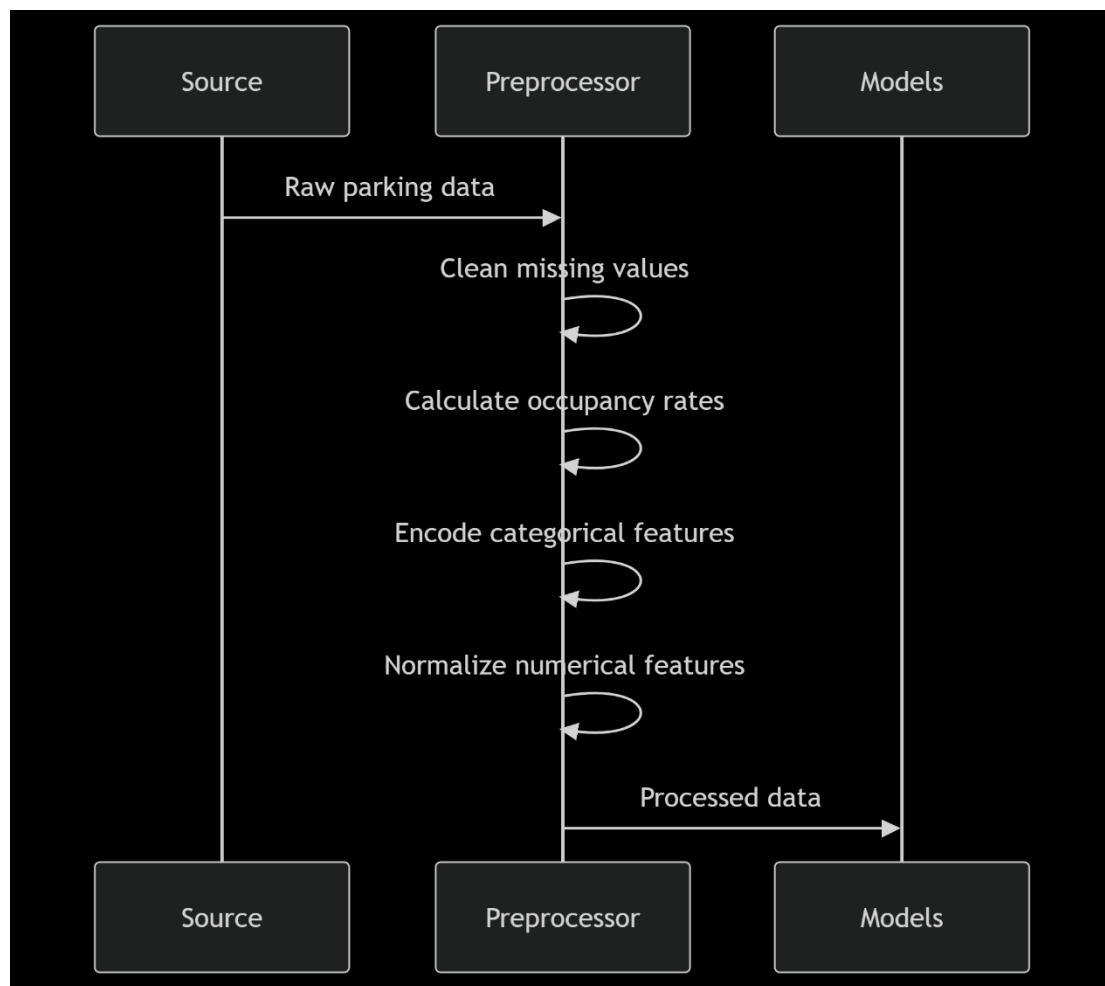 Source
Preprocessor
Models
Raw parking data
Clean missing values
Calculate occupancy rates
Encode categorical features
Normalize numerical features
Processed data
Source
Preprocessor
Models